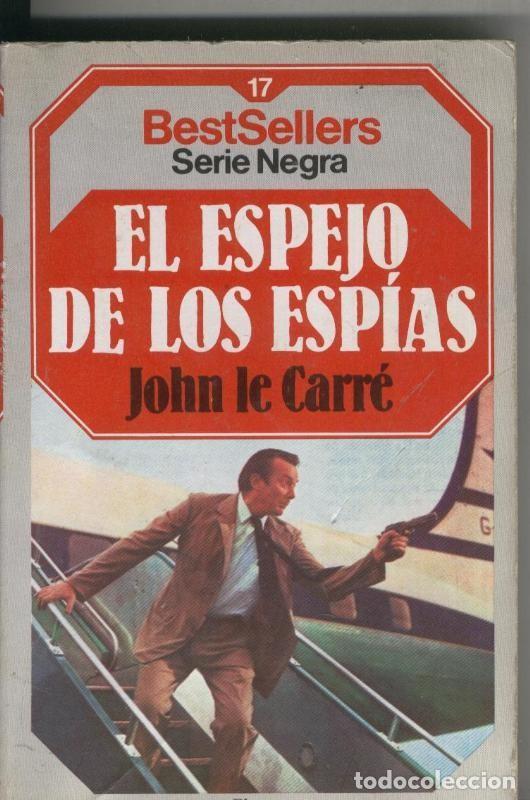 17
BestSellers
Serie Negra
EL ESPEJO
DE LOS ESPÍAS
John le Carré
G-
todocoleccion